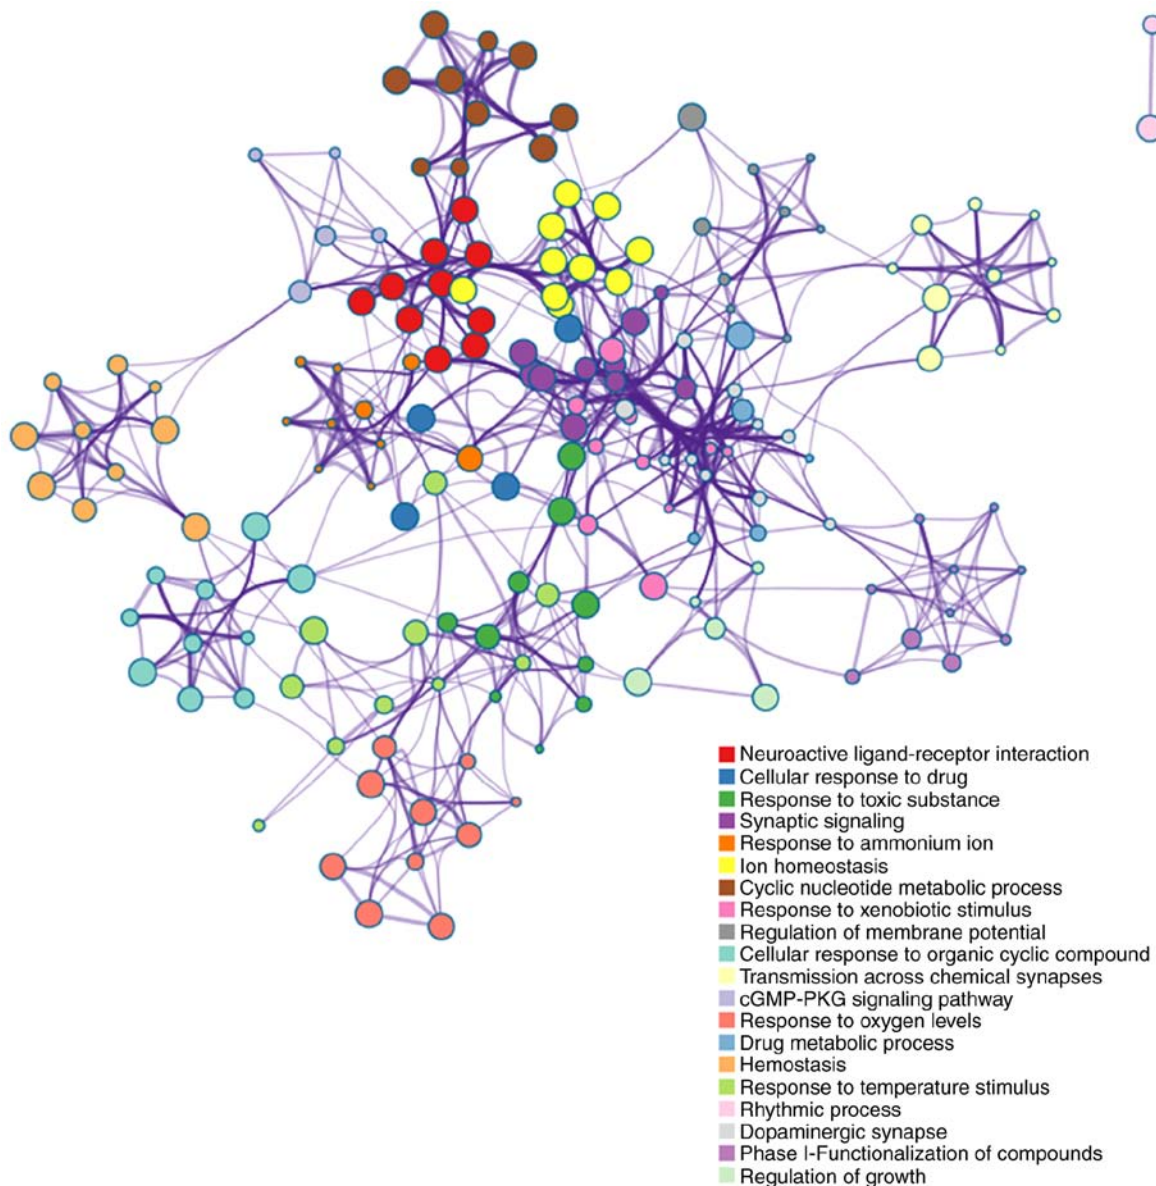 Neuroactive ligand-receptor interaction
Cellular response to drug
Response to toxic substance
Synaptic signaling
Response to ammonium ion
Ion homeostasis
Cyclic nucleotide metabolic process
Response to xenobiotic stimulus
Regulation of membrane potential
Cellular response to organic cyclic compound
Transmission across chemical synapses
cGMP-PKG signaling pathway
Response to oxygen levels
Drug metabolic process
Hemostasis
Response to temperature stimulus
Rhythmic process
Dopaminergic synapse
Phase I-Functionalization of compounds
Regulation of growth